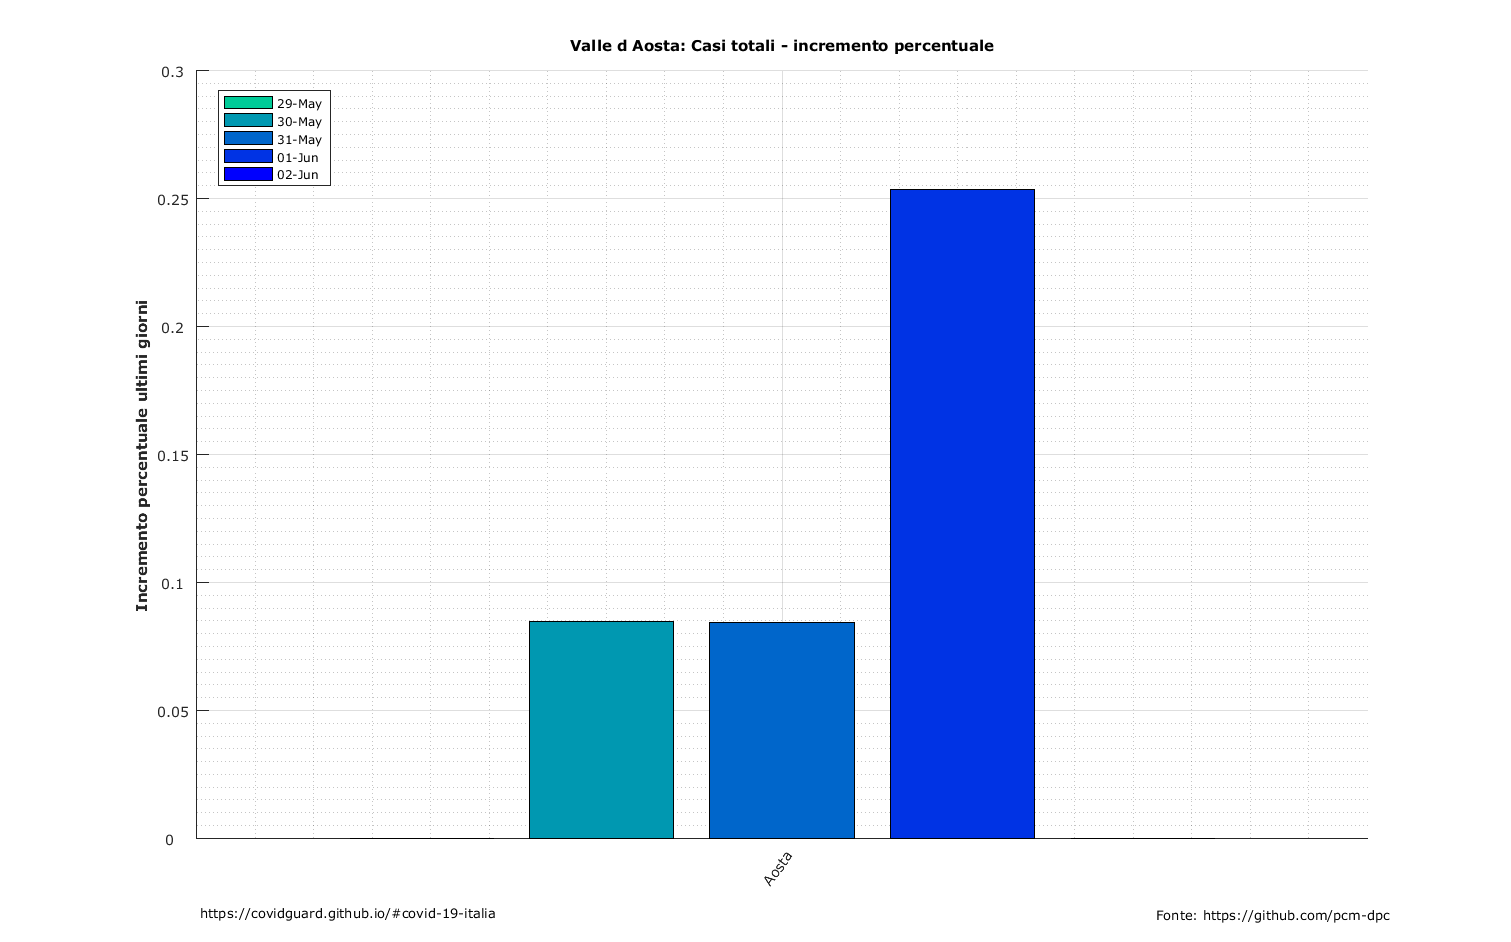 Valle d Aosta: Casi totali - incremento percentuale
0.3
0.25
0.2
0.15
0.1
0.05
0
29-May
30-May
31-May
01-Jun
02-Jun
Incremento percentuale ultimi giorni
Aosta
https://covidguard.github.io/#covid-19-italia
Fonte: https://github.com/pcm-dpc